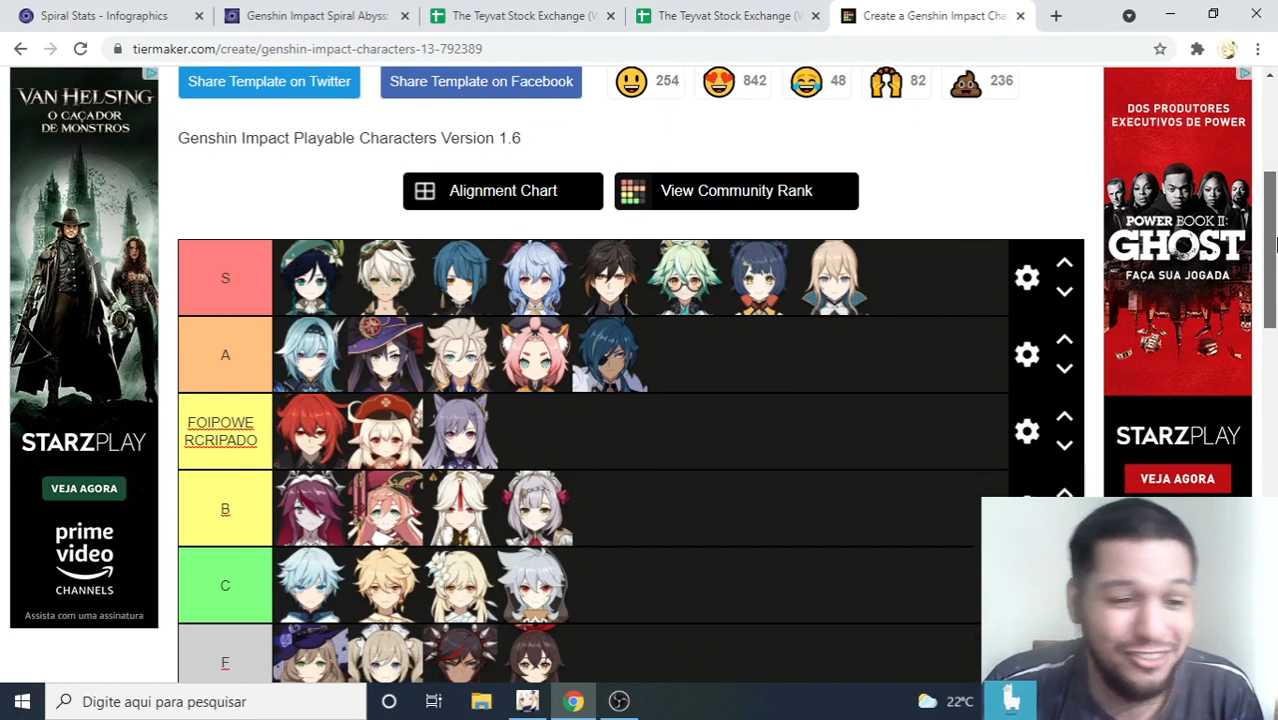 Spiral Stats - Infographics
Genshin Impact Spiral Abyss:
The Teyvat Stock Exchange (W
The Teyvat Stock Exchange (W
Create a Genshin Impact Cha
tiermaker.com/create/genshin-impact-characters-13-792389
Share Template on Twitter
Share Template on Facebook
254
842
48
82
236
Genshin Impact Playable Characters Version 1.6
Alignment Chart
View Community Rank
S
A
FOIPOWE
RCRIPADO
B
C
F
VAN HELSING
O CAÇADOR
DE MONSTROS
STARZPLAY
VEJA AGORA
prime
video
CHANNELS
Assista com uma assinatura
DOS PRODUTORES
EXECUTIVOS DE POWER
POWER BOOK II:
GHOST
FAÇA SUA JOGADA
STARZPLAY
VEJA AGORA
Digite aqui para pesquisar
22°C